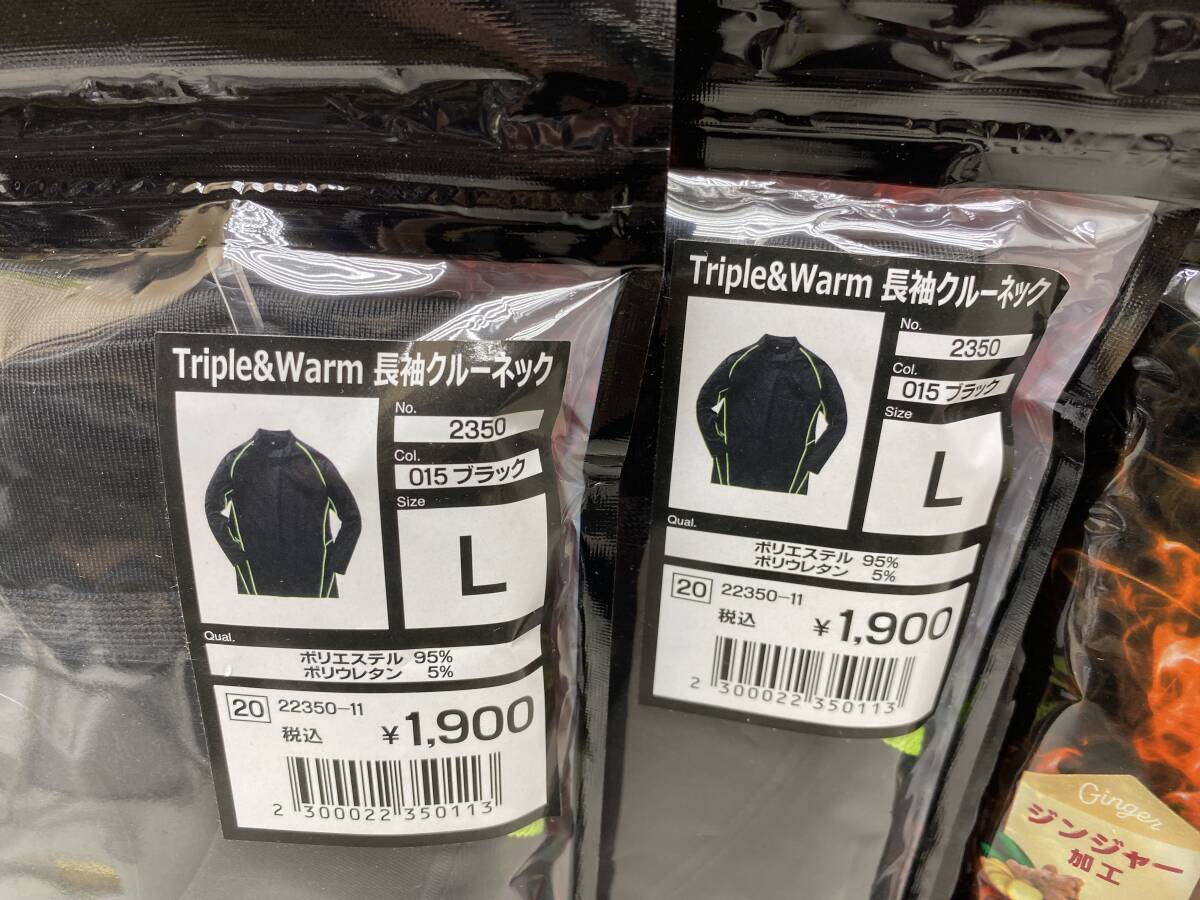 Triple&Warm 長袖クルーネック
No.
2350
Col.
015 ブラック
Size
L
Qual.
ポリエステル 95%
ポリウレタン 5%
20 22350-11
税込 ¥1,900
2 300022 350113
Triple&Warm 長袖クルーネック
No.
2350
Col.
015 ブラック
Size
L
Qual.
ポリエステル 95%
ポリウレタン 5%
20 22350-11
税込 ¥1,900
2 300022 350113
Ginger
ジンジャー
加工